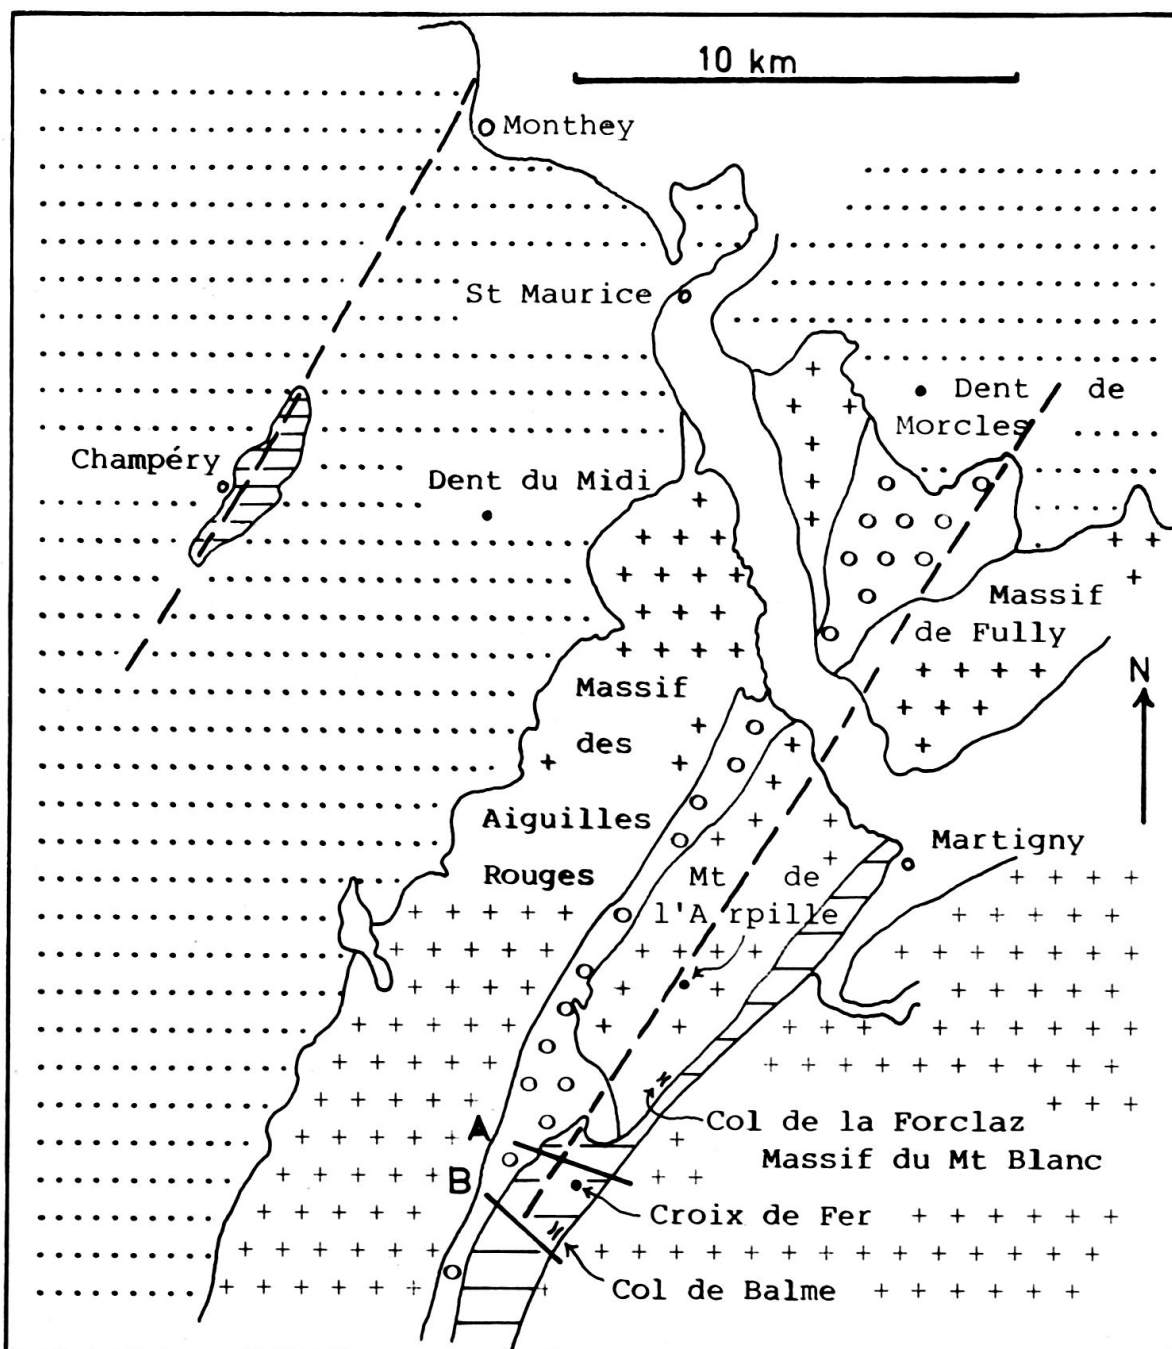 10 km
Monthey
St Maurice
Dent de
Morcles
Champéry
Dent du Midi
Massif
de Fully
N
Massif
des
Aiguilles
Rouges
Martigny
Mt de
l'A rpille
A
Col de la Forclaz
Massif du Mt Blanc
B
Croix de Fer
Col de Balme